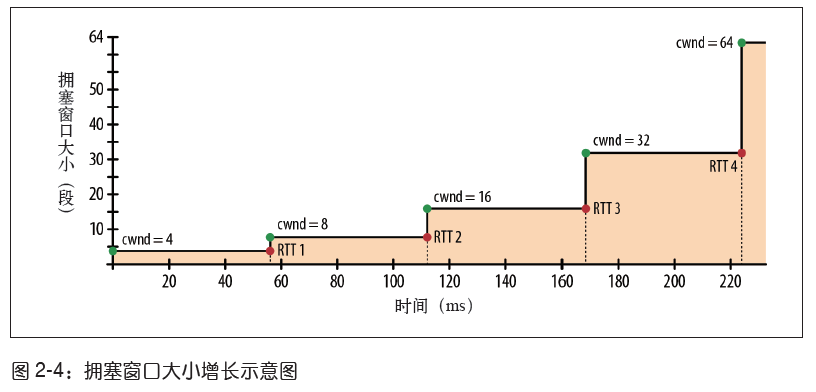 64
50
40
30
20
10
拥塞窗口大小（段）
cwnd = 4
RTT 1
cwnd = 8
RTT 2
cwnd = 16
RTT 3
cwnd = 32
RTT 4
cwnd = 64
20 40 60 80 100 120 140 160 180 200 220
时间（ms）
图 2-4：拥塞窗口大小增长示意图